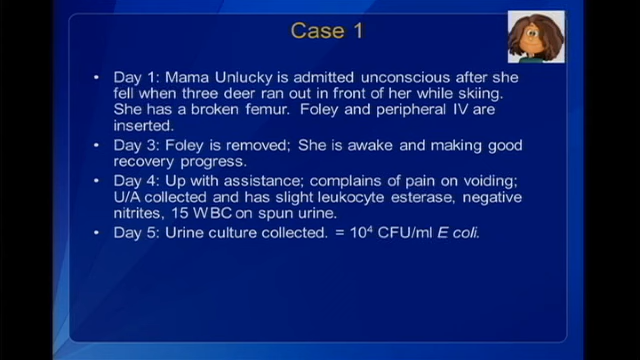 Case 1
• Day 1: Mama Unlucky is admitted unconscious after she
fell when three deer ran out in front of her while skiing.
She has a broken femur. Foley and peripheral IV are
inserted.
• Day 3: Foley is removed; She is awake and making good
recovery progress.
• Day 4: Up with assistance; complains of pain on voiding;
U/A collected and has slight leukocyte esterase, negative
nitrites, 15 WBC on spun urine.
• Day 5: Urine culture collected. = 10⁴ CFU/ml E coli.